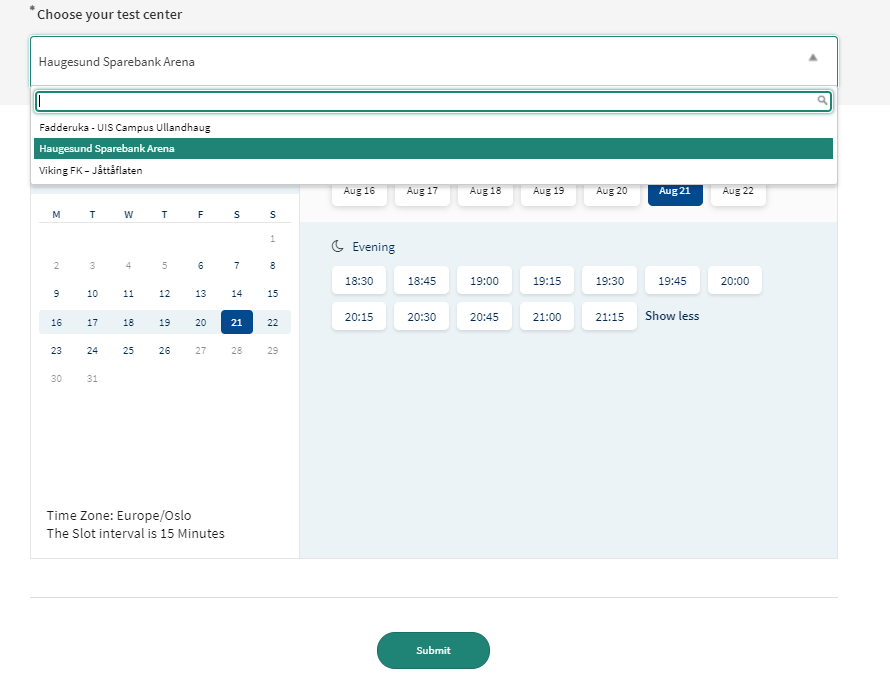 * Choose your test center
Haugesund Sparebank Arena
Fadderuka - UIS Campus Ullandhaug
Haugesund Sparebank Arena
Viking FK – Jåttåflaten
Aug 16 Aug 17 Aug 18 Aug 19 Aug 20 Aug 21 Aug 22
M T W T F S S
1
2 3 4 5 6 7 8
9 10 11 12 13 14 15
16 17 18 19 20 21 22
23 24 25 26 27 28 29
30 31
Time Zone: Europe/Oslo
The Slot interval is 15 Minutes
Evening
18:30 18:45 19:00 19:15 19:30 19:45 20:00
20:15 20:30 20:45 21:00 21:15 Show less
Submit